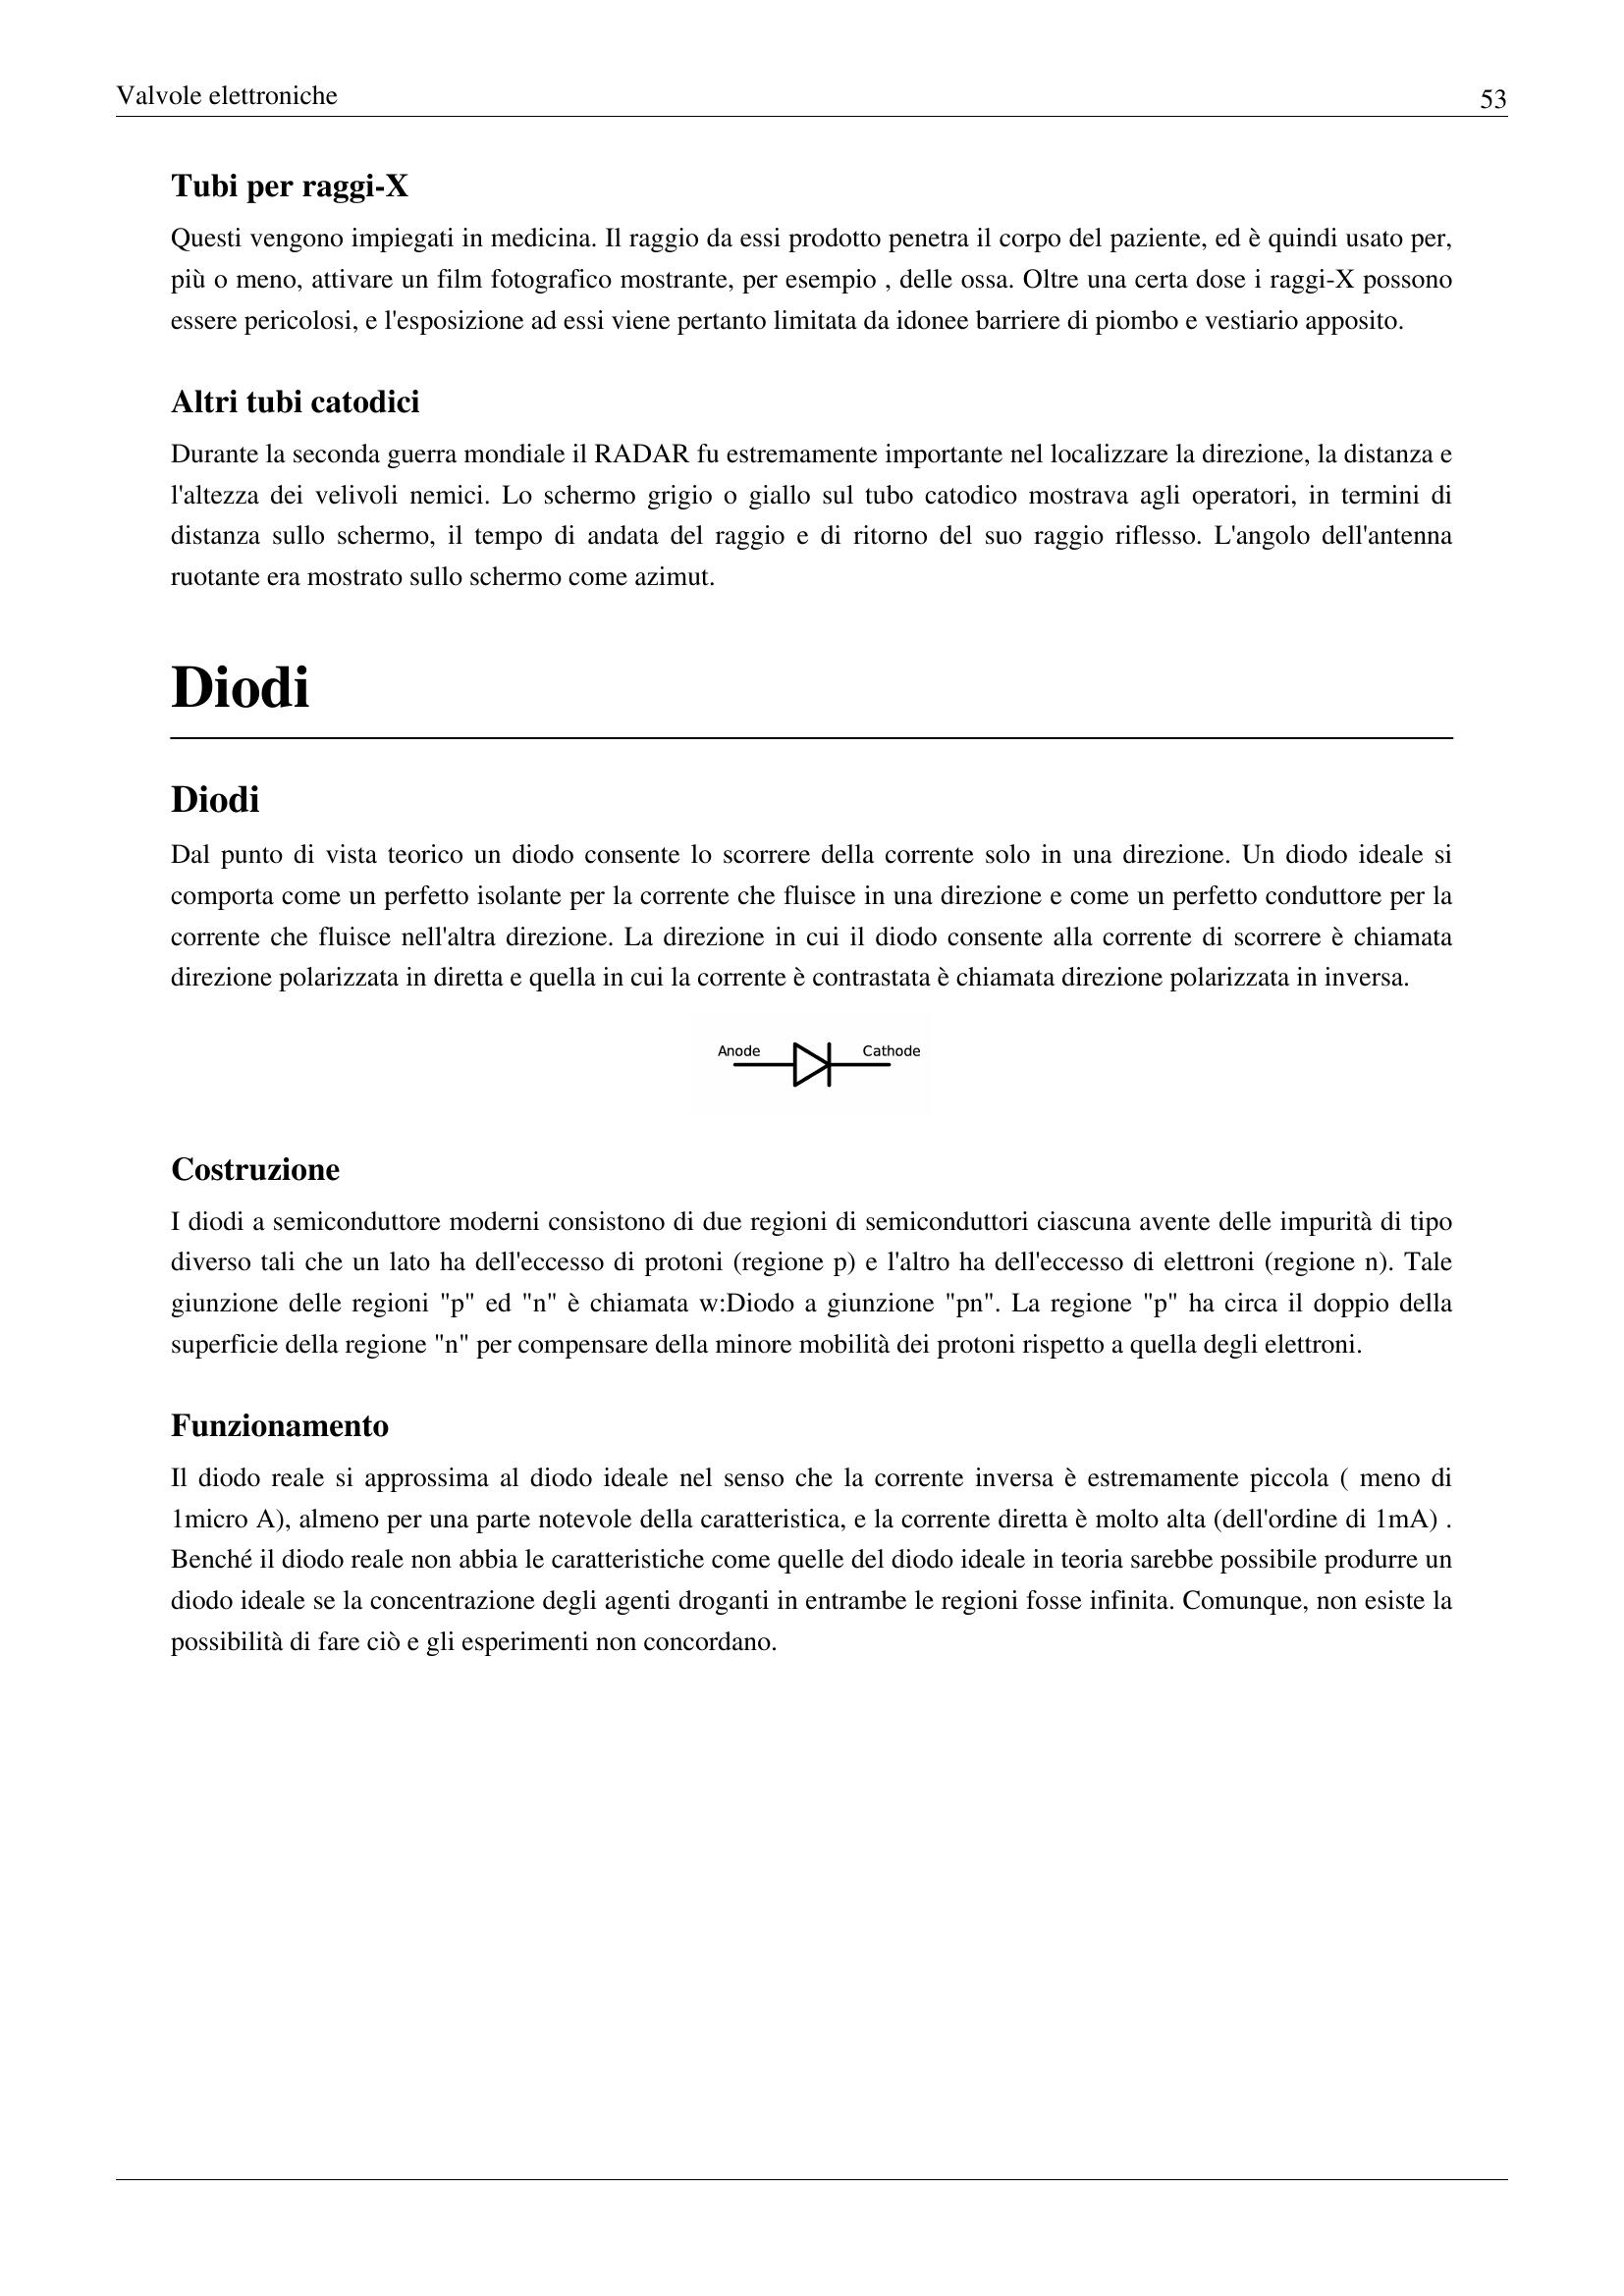 Valvole elettroniche
53
Tubi per raggi-X
Questi vengono impiegati in medicina. Il raggio da essi prodotto penetra il corpo del paziente, ed è quindi usato per,
più o meno, attivare un film fotografico mostrante, per esempio , delle ossa. Oltre una certa dose i raggi-X possono
essere pericolosi, e l'esposizione ad essi viene pertanto limitata da idonee barriere di piombo e vestiario apposito.
Altri tubi catodici
Durante la seconda guerra mondiale il RADAR fu estremamente importante nel localizzare la direzione, la distanza e
l'altezza dei velivoli nemici. Lo schermo grigio o giallo sul tubo catodico mostrava agli operatori, in termini di
distanza sullo schermo, il tempo di andata del raggio e di ritorno del suo raggio riflesso. L'angolo dell'antenna
ruotante era mostrato sullo schermo come azimut.
Diodi
Diodi
Dal punto di vista teorico un diodo consente lo scorrere della corrente solo in una direzione. Un diodo ideale si
comporta come un perfetto isolante per la corrente che fluisce in una direzione e come un perfetto conduttore per la
corrente che fluisce nell'altra direzione. La direzione in cui il diodo consente alla corrente di scorrere è chiamata
direzione polarizzata in diretta e quella in cui la corrente è contrastata è chiamata direzione polarizzata in inversa.
Anode Cathode
Costruzione
I diodi a semiconduttore moderni consistono di due regioni di semiconduttori ciascuna avente delle impurità di tipo
diverso tali che un lato ha dell'eccesso di protoni (regione p) e l'altro ha dell'eccesso di elettroni (regione n). Tale
giunzione delle regioni "p" ed "n" è chiamata w:Diodo a giunzione "pn". La regione "p" ha circa il doppio della
superficie della regione "n" per compensare della minore mobilità dei protoni rispetto a quella degli elettroni.
Funzionamento
Il diodo reale si approssima al diodo ideale nel senso che la corrente inversa è estremamente piccola ( meno di
1micro A), almeno per una parte notevole della caratteristica, e la corrente diretta è molto alta (dell'ordine di 1mA) .
Benché il diodo reale non abbia le caratteristiche come quelle del diodo ideale in teoria sarebbe possibile produrre un
diodo ideale se la concentrazione degli agenti droganti in entrambe le regioni fosse infinita. Comunque, non esiste la
possibilità di fare ciò e gli esperimenti non concordano.